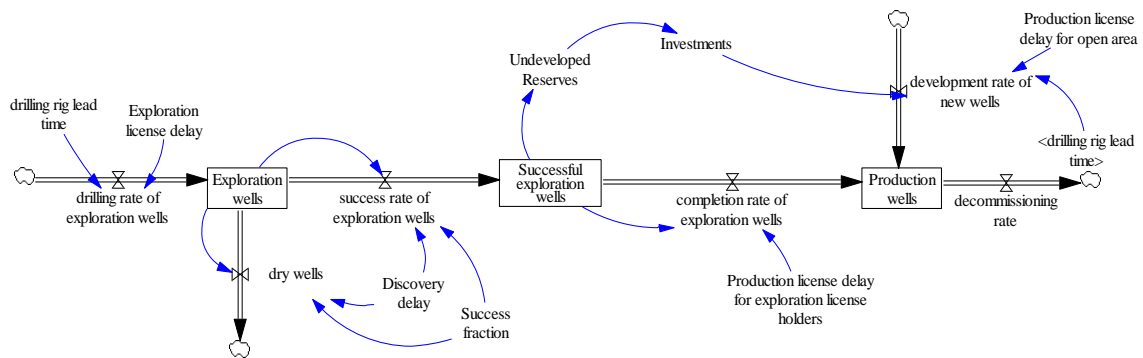 drilling rig lead
time
Exploration
license delay
drilling rate of
exploration wells
Exploration
wells
dry wells
success rate of
exploration wells
Discovery
delay
Success
fraction
Undeveloped
Reserves
Investments
Successful
exploration
wells
completion rate of
exploration wells
Production license delay
for exploration license
holders
Production
wells
development rate of
new wells
Production license
delay for open area
<drilling rig lead
time>
decommissioning
rate